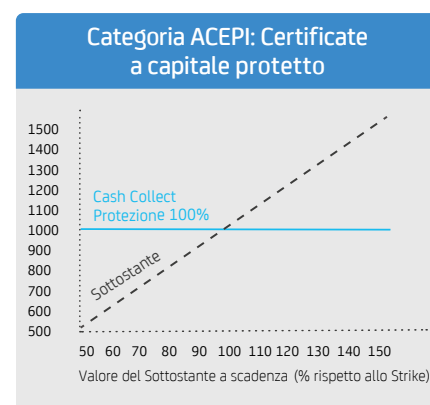 Categoria ACEPI: Certificate
a capitale protetto
1500
1400
1300
1200
1100
1000
900
800
700
600
500
Cash Collect
Protezione 100%
Sottostante
50 60 70 80 90 100 110 120 130 140 150
Valore del Sottostante a scadenza (% rispetto allo Strike)